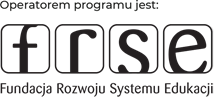 Operatorem programu jest:
frse
Fundacja Rozwoju Systemu Edukacji